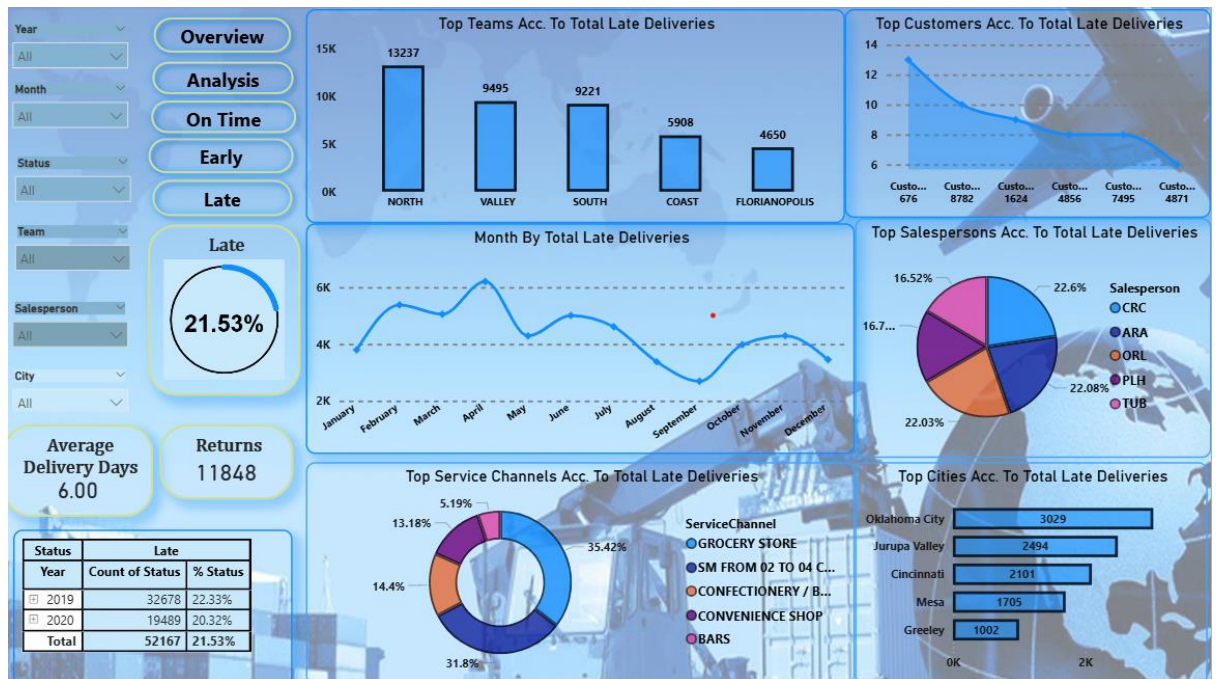 Year
All
Month
All
Status
All
Team
All
Salesperson
All
City
All
Overview
Analysis
On Time
Early
Late
Late
21.53%
Average
Delivery Days
6.00
Returns
11848
Status Late
Year Count of Status % Status
2019 32678 22.33%
2020 19489 20.32%
Total 52167 21.53%
Top Teams Acc. To Total Late Deliveries
15K
10K
5K
0K
13237
9495
9221
5908
4650
NORTH VALLEY SOUTH COAST FLORIANOPOLIS
Top Customers Acc. To Total Late Deliveries
14
12
10
8
6
Custo... Custo... Custo... Custo... Custo... Custo...
676 8782 1624 4856 7495 4871
Month By Total Late Deliveries
6K
4K
2K
January February March April May June July August September October November December
Top Salespersons Acc. To Total Late Deliveries
16.52%
22.6%
16.7...
22.08%
22.03%
Salesperson
CRC
ARA
ORL
PLH
TUB
Top Service Channels Acc. To Total Late Deliveries
5.19%
13.18%
35.42%
14.4%
31.8%
ServiceChannel
GROCERY STORE
SM FROM 02 TO 04 C...
CONFECTIONERY / B...
CONVENIENCE SHOP
BARS
Top Cities Acc. To Total Late Deliveries
Oklahoma City 3029
Jurupa Valley 2494
Cincinnati 2101
Mesa 1705
Greeley 1002
0K 2K